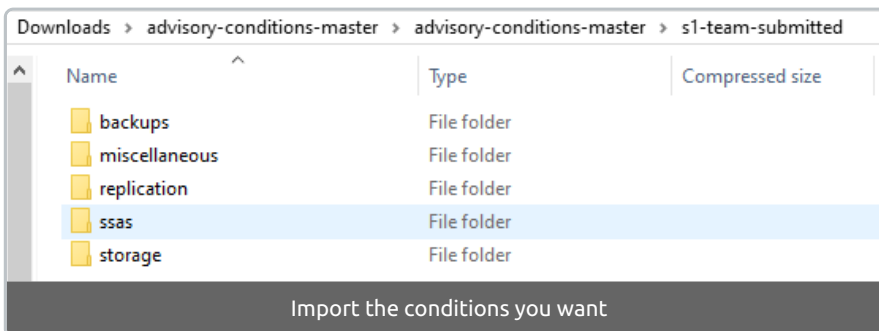 Downloads > advisory-conditions-master > advisory-conditions-master > s1-team-submitted
Name Type Compressed size
backups File folder
miscellaneous File folder
replication File folder
ssas File folder
storage File folder
Import the conditions you want